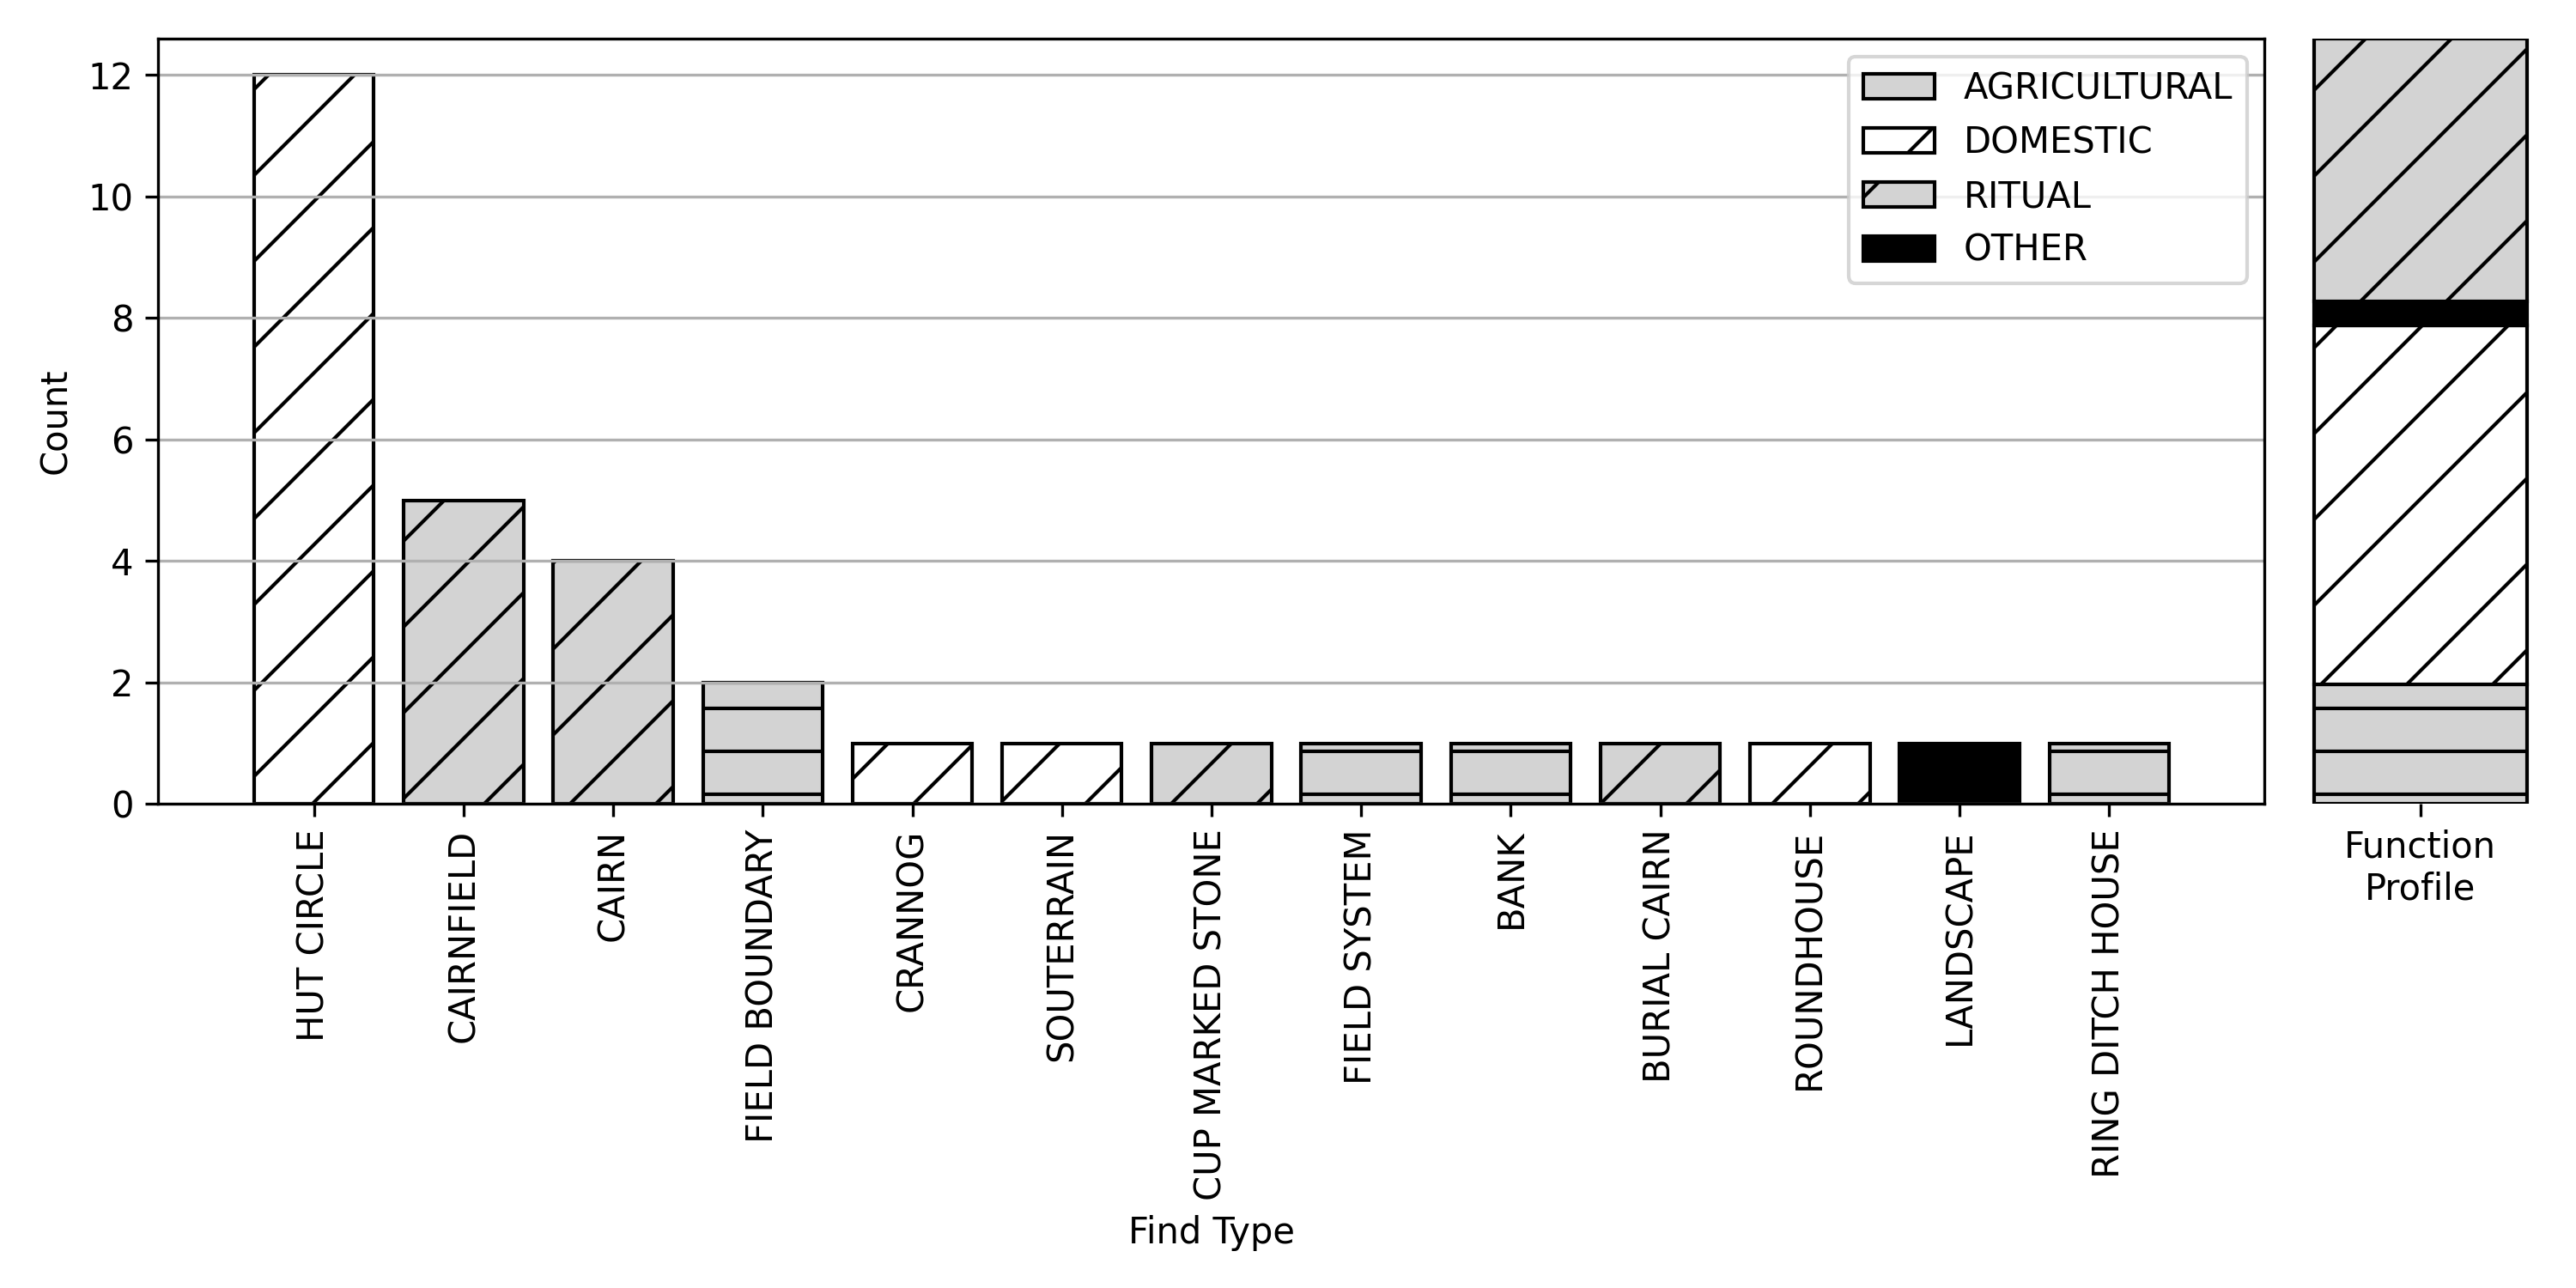 12
10
8
6
4
2
0
Count
AGRICULTURAL
DOMESTIC
RITUAL
OTHER
HUT CIRCLE
CAIRNFIELD
CAIRN
FIELD BOUNDARY
CRANNOG
SOUTERRAIN
CUP MARKED STONE
FIELD SYSTEM
BANK
BURIAL CAIRN
ROUNDHOUSE
LANDSCAPE
RING DITCH HOUSE
Find Type
Function
Profile